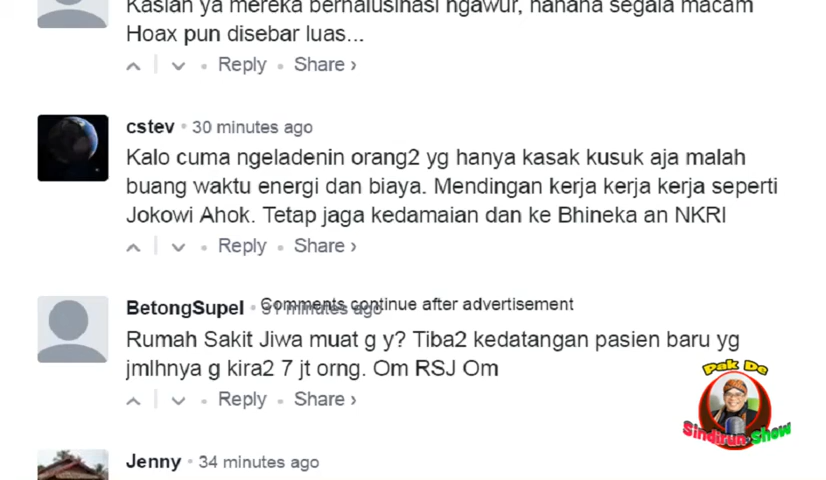 Kasian ya mereka berhalusinasi ngawur, hahaha segala macam
Hoax pun disebar luas...
Reply Share ›
cstev • 30 minutes ago
Kalo cuma ngeladenin orang2 yg hanya kasak kusuk aja malah
buang waktu energi dan biaya. Mendingan kerja kerja kerja seperti
Jokowi Ahok. Tetap jaga kedamaian dan ke Bhineka an NKRI
Reply Share ›
BetongSupel • 31 minutes ago
Comments continue after advertisement
Rumah Sakit Jiwa muat g y? Tiba2 kedatangan pasien baru yg
jmlhnya g kira2 7 jt orng. Om RSJ Om
Reply Share ›
Pak De
Sindirun Show
Jenny • 34 minutes ago